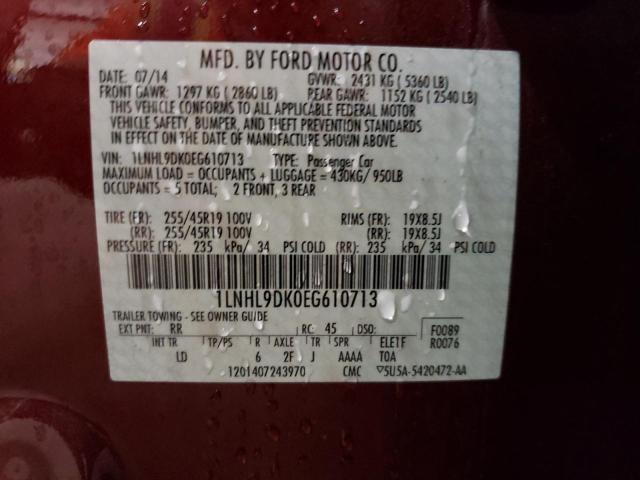 MFD. BY FORD MOTOR CO.
DATE: 07/14 GVWR: 2431 KG (5360 LB)
FRONT GAWR: 1297 KG (2860 LB) REAR GAWR: 1152 KG (2540 LB)
THIS VEHICLE CONFORMS TO ALL APPLICABLE FEDERAL MOTOR
VEHICLE SAFETY, BUMPER, AND THEFT PREVENTION STANDARDS
IN EFFECT ON THE DATE OF MANUFACTURE SHOWN ABOVE.
VIN: 1LNHL9DK0EG610713 TYPE: Passenger Car
MAXIMUM LOAD = OCCUPANTS + LUGGAGE = 430KG/ 950LB
OCCUPANTS = 5 TOTAL; 2 FRONT, 3 REAR
TIRE (FR): 255/45R19 100V RIMS (FR): 19X8.5J
(RR): 255/45R19 100V (RR): 19X8.5J
PRESSURE (FR): 235 kPa/ 34 PSI COLD (RR): 235 kPa/ 34 PSI COLD
1LNHL9DK0EG610713
TRAILER TOWING - SEE OWNER GUIDE
EXT PNT: RR RC: 45 DSO: F0089
INT TR TP/PS R AXLE TR SPR ELE1F R0076
LD 6 2F J AAAA TOA
1201407243970 CMC ▽5U5A-5420472-AA